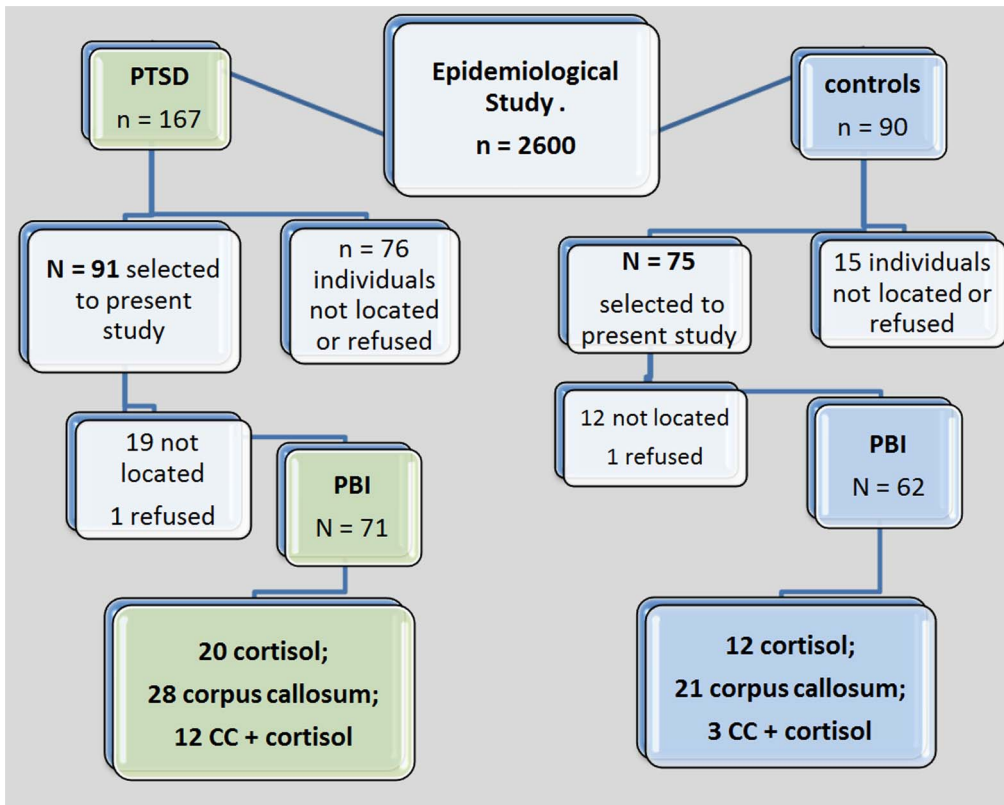 Epidemiological
Study .
n = 2600
PTSD
n = 167
controls
n = 90
N = 91 selected
to present
study
n = 76
individuals
not located
or refused
N = 75
selected to
present study
15 individuals
not located or
refused
19 not
located
1 refused
PBI
N = 71
12 not located
1 refused
PBI
N = 62
20 cortisol;
28 corpus callosum;
12 CC + cortisol
12 cortisol;
21 corpus callosum;
3 CC + cortisol